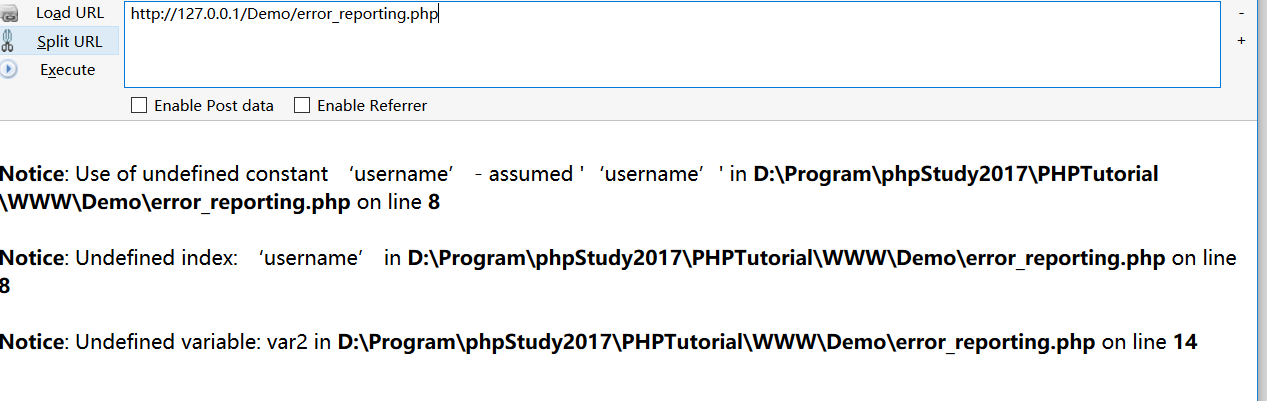 Load URL
http://127.0.0.1/Demo/error_reporting.php
-
Split URL
+
Execute
Enable Post data Enable Referrer
Notice: Use of undefined constant ‘username’ - assumed '‘username’' in D:\Program\phpStudy2017\PHPTutorial
\WWW\Demo\error_reporting.php on line 8
Notice: Undefined index: ‘username’ in D:\Program\phpStudy2017\PHPTutorial\WWW\Demo\error_reporting.php on line
8
Notice: Undefined variable: var2 in D:\Program\phpStudy2017\PHPTutorial\WWW\Demo\error_reporting.php on line 14